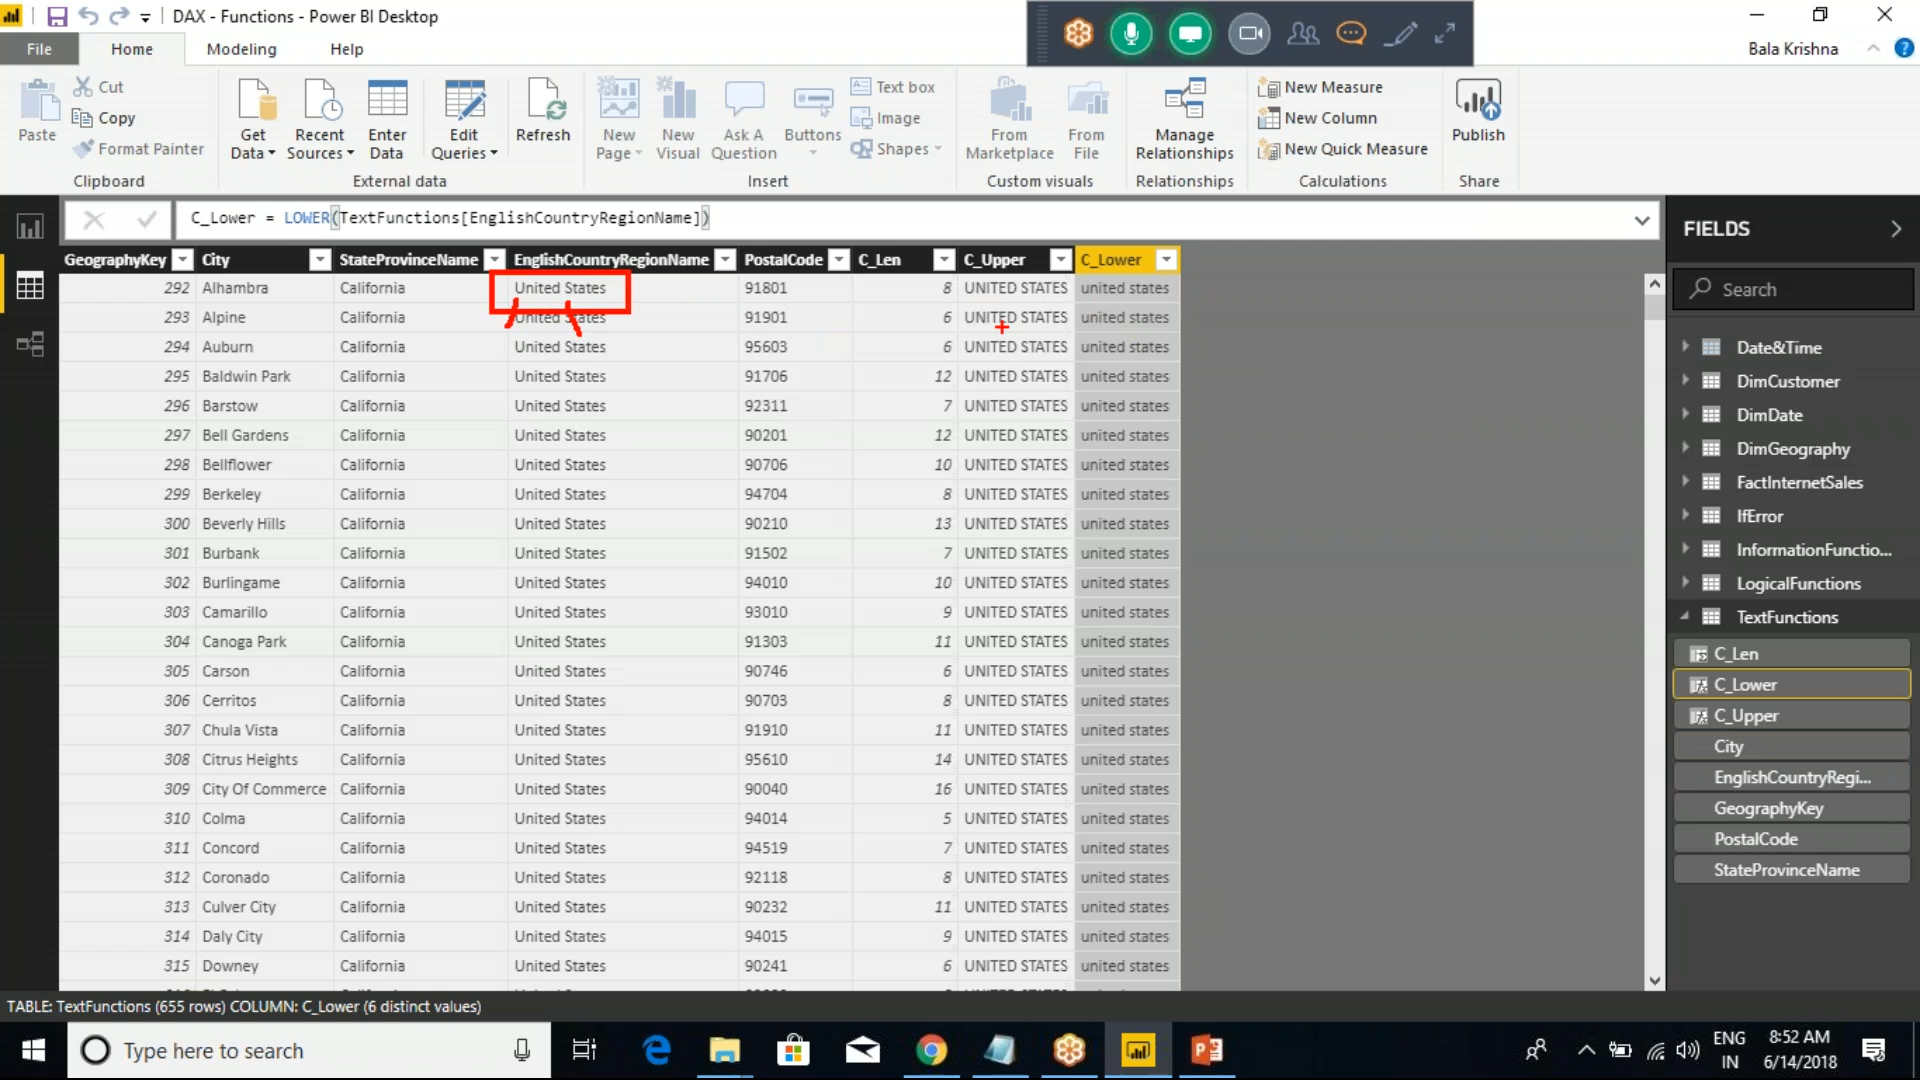 DAX - Functions - Power BI Desktop
File
Home
Modeling
Help
Bala Krishna
Paste
Cut
Copy
Format Painter
Clipboard
Get Data
Recent Sources
Enter Data
Edit Queries
Refresh
External data
New Page
New Visual
Ask A Question
Buttons
Text box
Image
Shapes
Insert
From Marketplace
From File
Custom visuals
Manage Relationships
Relationships
New Measure
New Column
New Quick Measure
Calculations
Publish
Share
C_Lower = LOWER(TextFunctions[EnglishCountryRegionName])
GeographyKey City StateProvinceName EnglishCountryRegionName PostalCode C_Len C_Upper C_Lower
292 Alhambra California United States 91801 8 UNITED STATES united states
293 Alpine California United States 91901 6 UNITED STATES united states
294 Auburn California United States 95603 6 UNITED STATES united states
295 Baldwin Park California United States 91706 12 UNITED STATES united states
296 Barstow California United States 92311 7 UNITED STATES united states
297 Bell Gardens California United States 90201 12 UNITED STATES united states
298 Bellflower California United States 90706 10 UNITED STATES united states
299 Berkeley California United States 94704 8 UNITED STATES united states
300 Beverly Hills California United States 90210 13 UNITED STATES united states
301 Burbank California United States 91502 7 UNITED STATES united states
302 Burlingame California United States 94010 10 UNITED STATES united states
303 Camarillo California United States 93010 9 UNITED STATES united states
304 Canoga Park California United States 91303 11 UNITED STATES united states
305 Carson California United States 90746 6 UNITED STATES united states
306 Cerritos California United States 90703 8 UNITED STATES united states
307 Chula Vista California United States 91910 11 UNITED STATES united states
308 Citrus Heights California United States 95610 14 UNITED STATES united states
309 City Of Commerce California United States 90040 16 UNITED STATES united states
310 Colma California United States 94014 5 UNITED STATES united states
311 Concord California United States 94519 7 UNITED STATES united states
312 Coronado California United States 92118 8 UNITED STATES united states
313 Culver City California United States 90232 11 UNITED STATES united states
314 Daly City California United States 94015 9 UNITED STATES united states
315 Downey California United States 90241 6 UNITED STATES united states
FIELDS
Search
Date&Time
DimCustomer
DimDate
DimGeography
FactInternetSales
IfError
InformationFunctio...
LogicalFunctions
TextFunctions
C_Len
C_Lower
C_Upper
City
EnglishCountryRegi...
GeographyKey
PostalCode
StateProvinceName
TABLE: TextFunctions (655 rows) COLUMN: C_Lower (6 distinct values)
Type here to search
ENG
IN
8:52 AM
6/14/2018